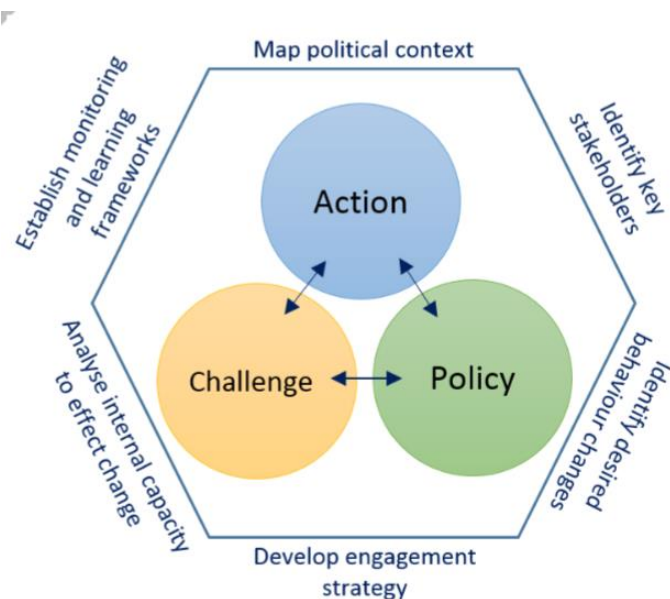 Map political context
Identify key
stakeholders
Identify desired
behaviour changes
Develop engagement
strategy
Analyse internal capacity
to effect change
Establish monitoring
and learning
frameworks
Action
Challenge
Policy